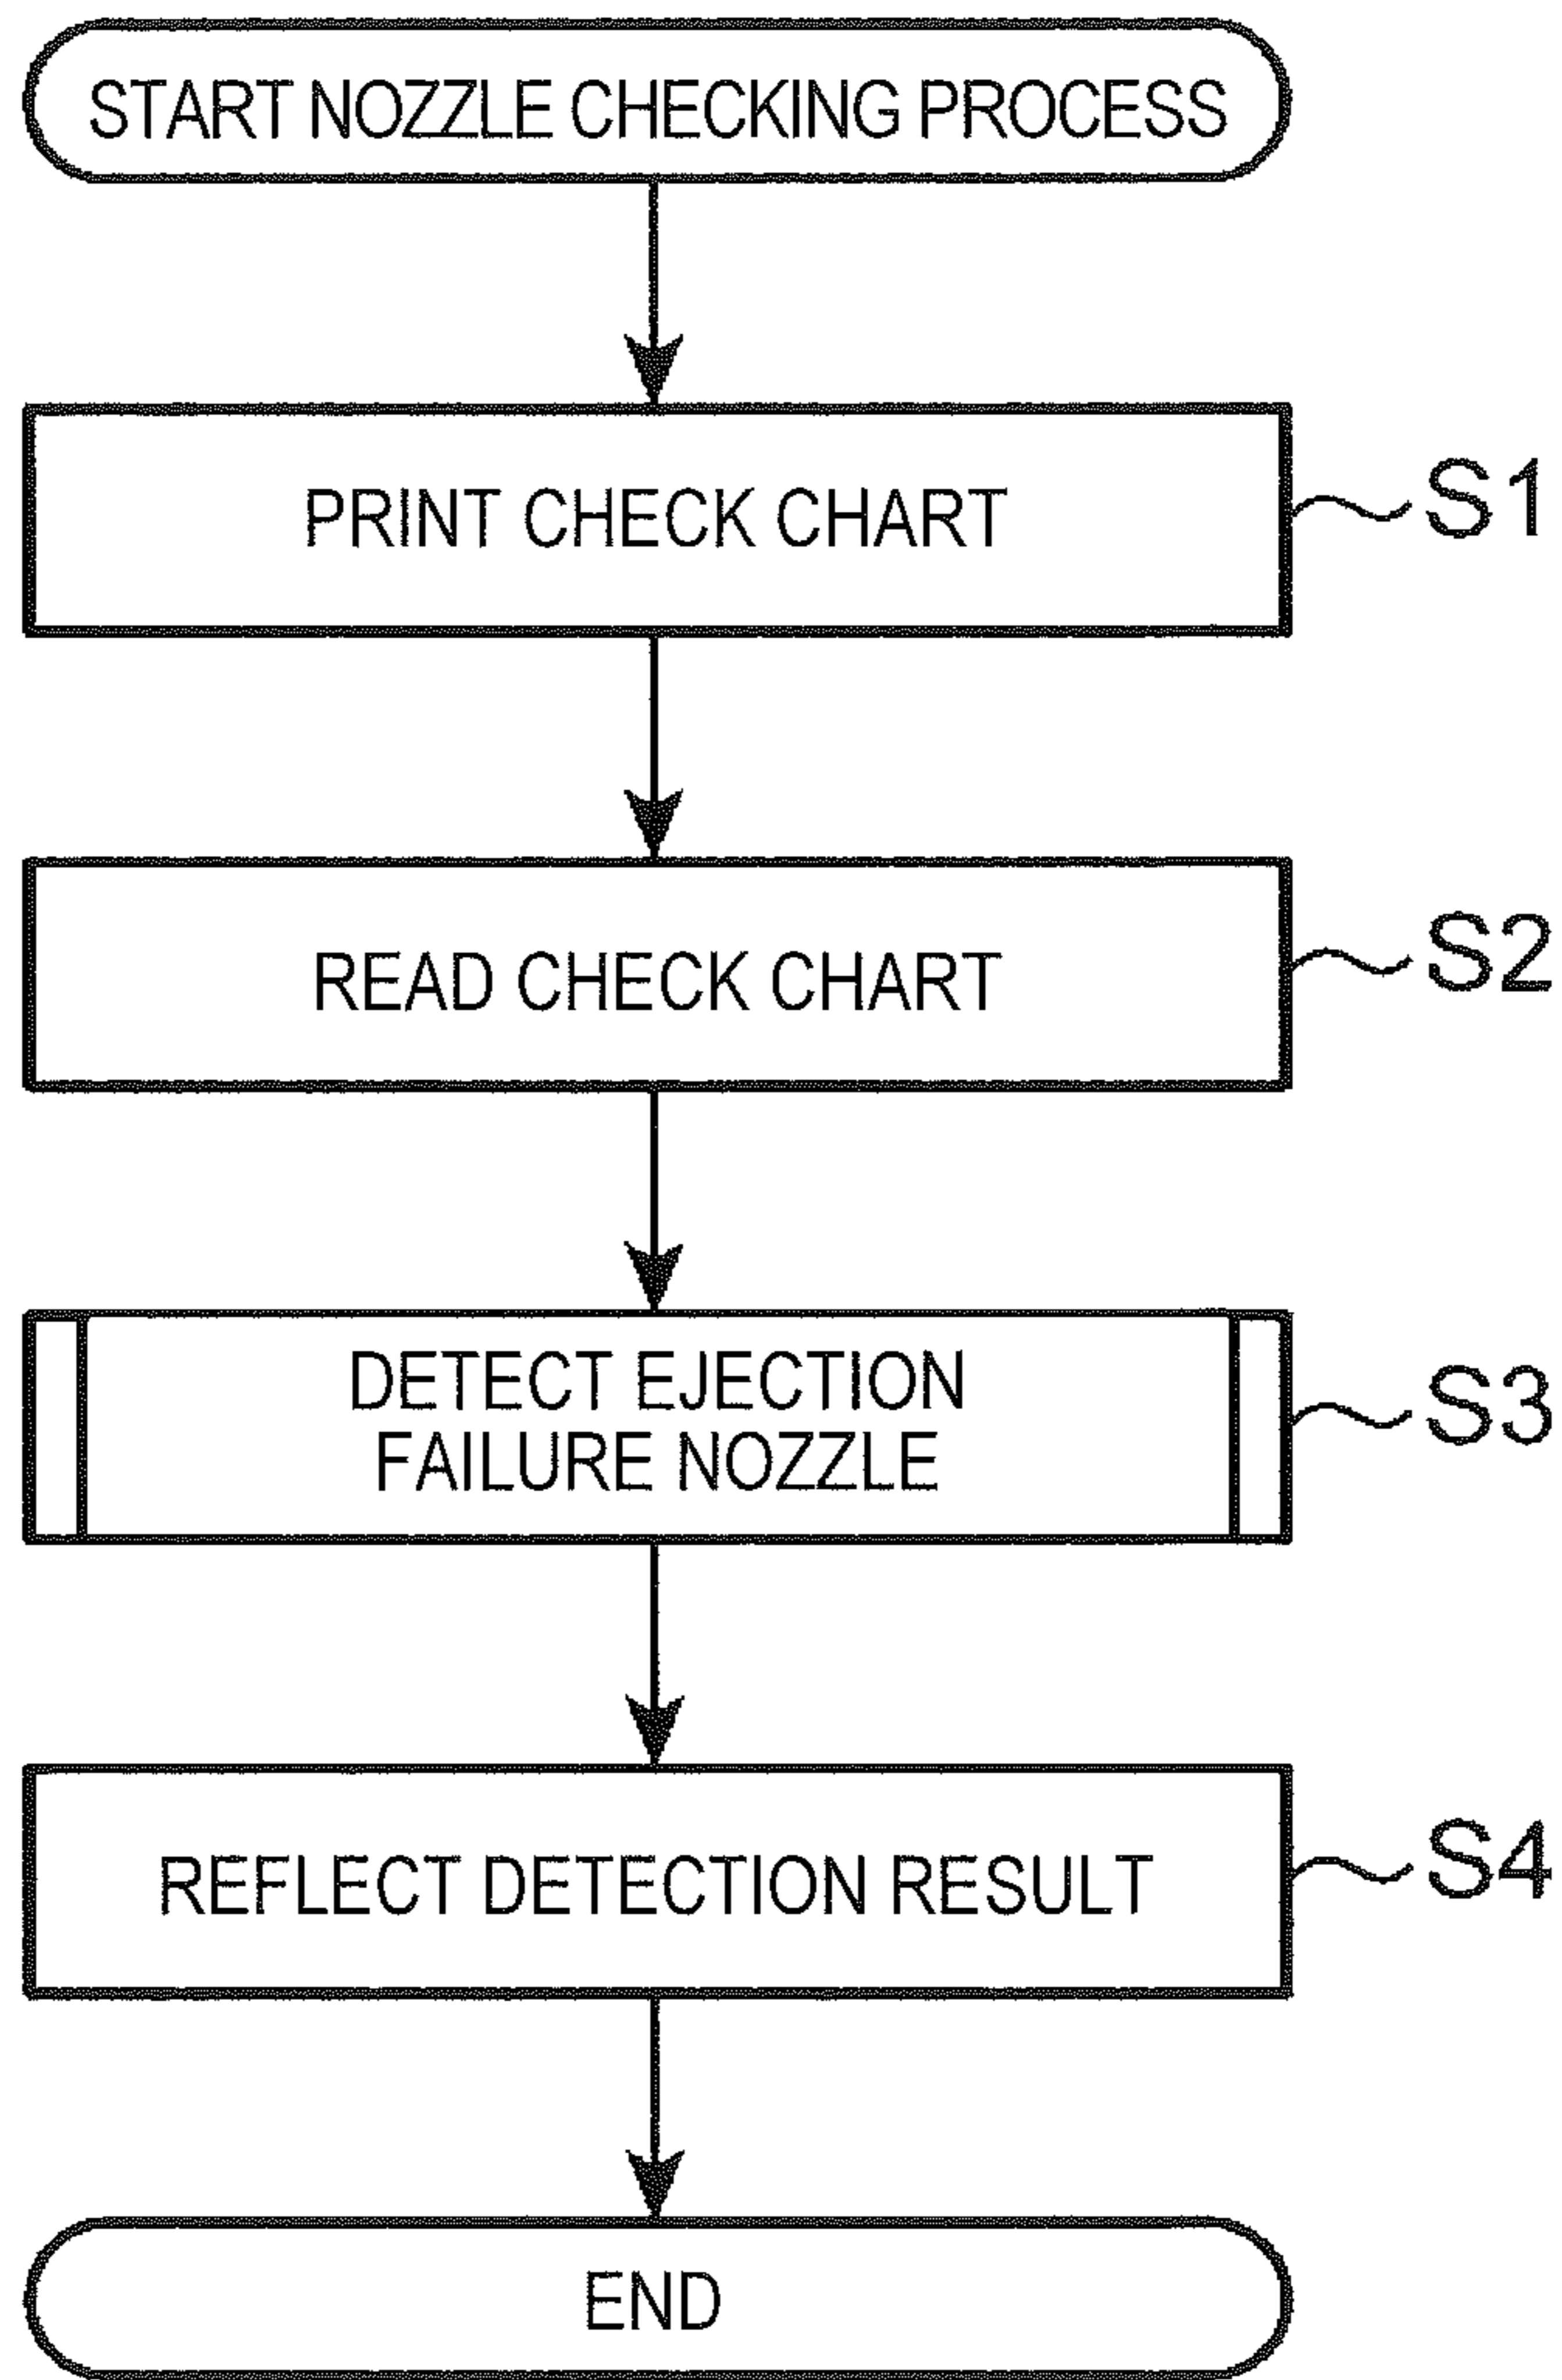 START NOZZLE CHECKING PROCESS
PRINT CHECK CHART
S1
READ CHECK CHART
S2
DETECT EJECTION
FAILURE NOZZLE
S3
REFLECT DETECTION RESULT
S4
END